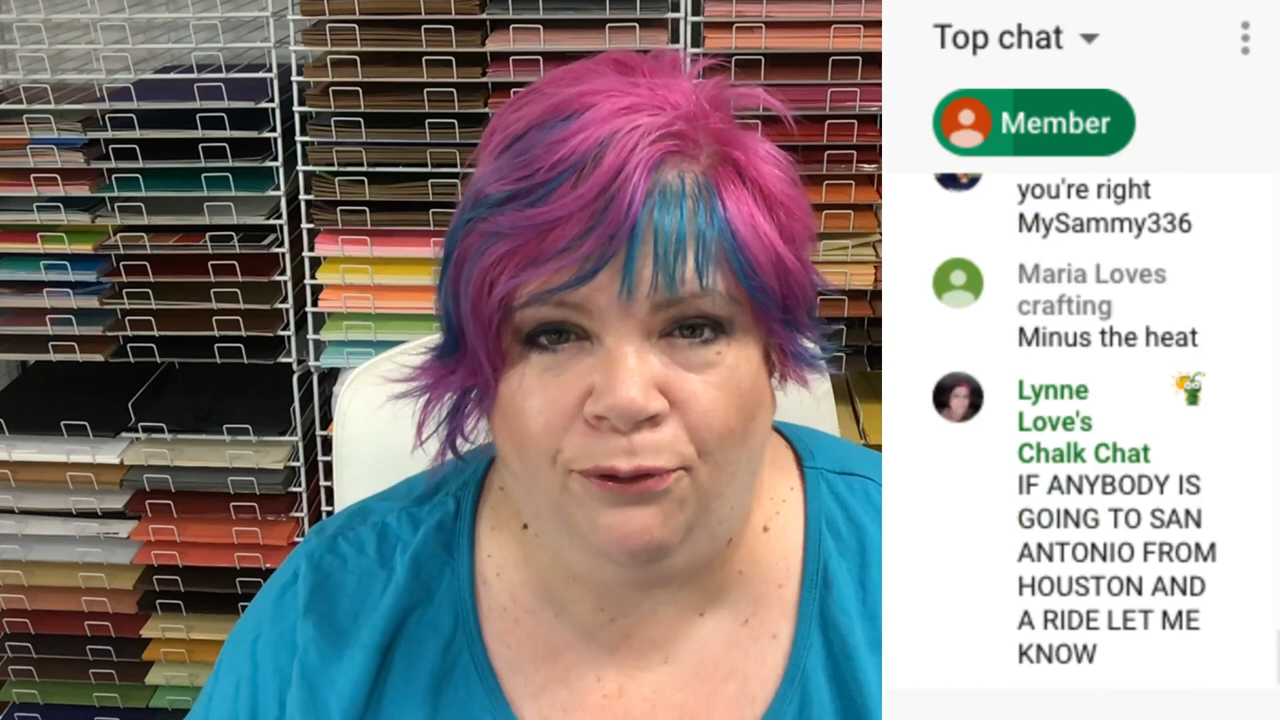 Top chat
Member
you're right
MySammy336
Maria Loves
crafting
Minus the heat
Lynne
Love's
Chalk Chat
IF ANYBODY IS
GOING TO SAN
ANTONIO FROM
HOUSTON AND
A RIDE LET ME
KNOW